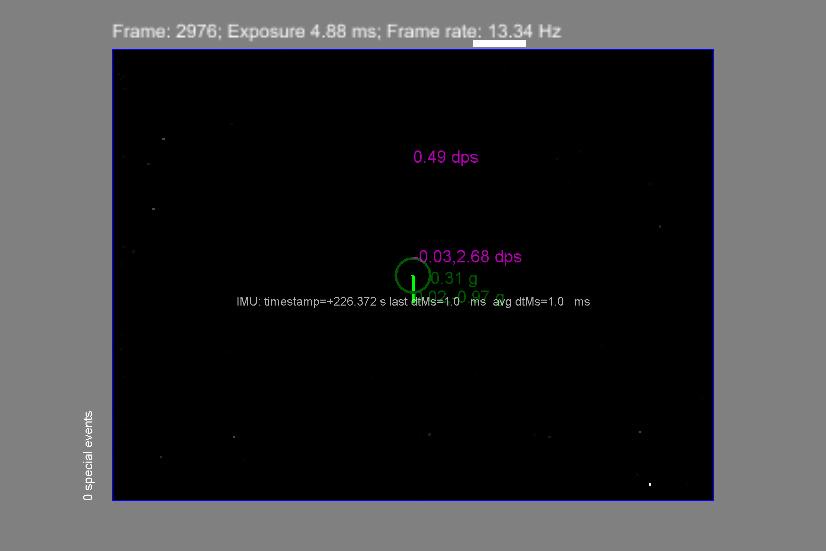 Frame: 2976; Exposure 4.88 ms; Frame rate: 13.34 Hz
0.49 dps
-0.03,2.68 dps
0.31 g
0.97 g
IMU: timestamp=+226.372 s last dtMs=1.0 ms avg dtMs=1.0 ms
0 special events